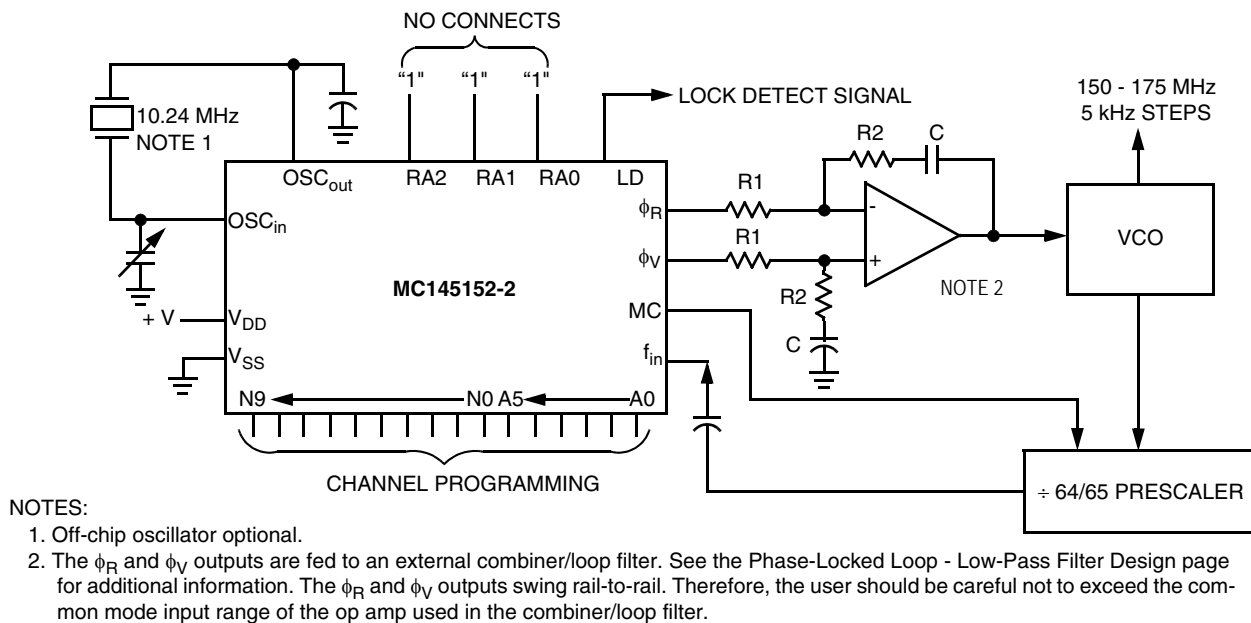 NO CONNECTS
“1" “1" “1"
10.24 MHz
NOTE 1
LOCK DETECT SIGNAL
150 - 175 MHz
5 kHz STEPS
R2 C
OSCout RA2 RA1 RA0 LD
R1
ϕR
-
OSCin
VCO
R1
ϕV
+
MC145152-2
NOTE 2
R2
MC
+ V VDD
C
VSS
fin
N9 N0 A5 A0
CHANNEL PROGRAMMING
÷ 64/65 PRESCALER
NOTES:
1. Off-chip oscillator optional.
2. The ϕR and ϕV outputs are fed to an external combiner/loop filter. See the Phase-Locked Loop - Low-Pass Filter Design page
for additional information. The ϕR and ϕV outputs swing rail-to-rail. Therefore, the user should be careful not to exceed the com-
mon mode input range of the op amp used in the combiner/loop filter.